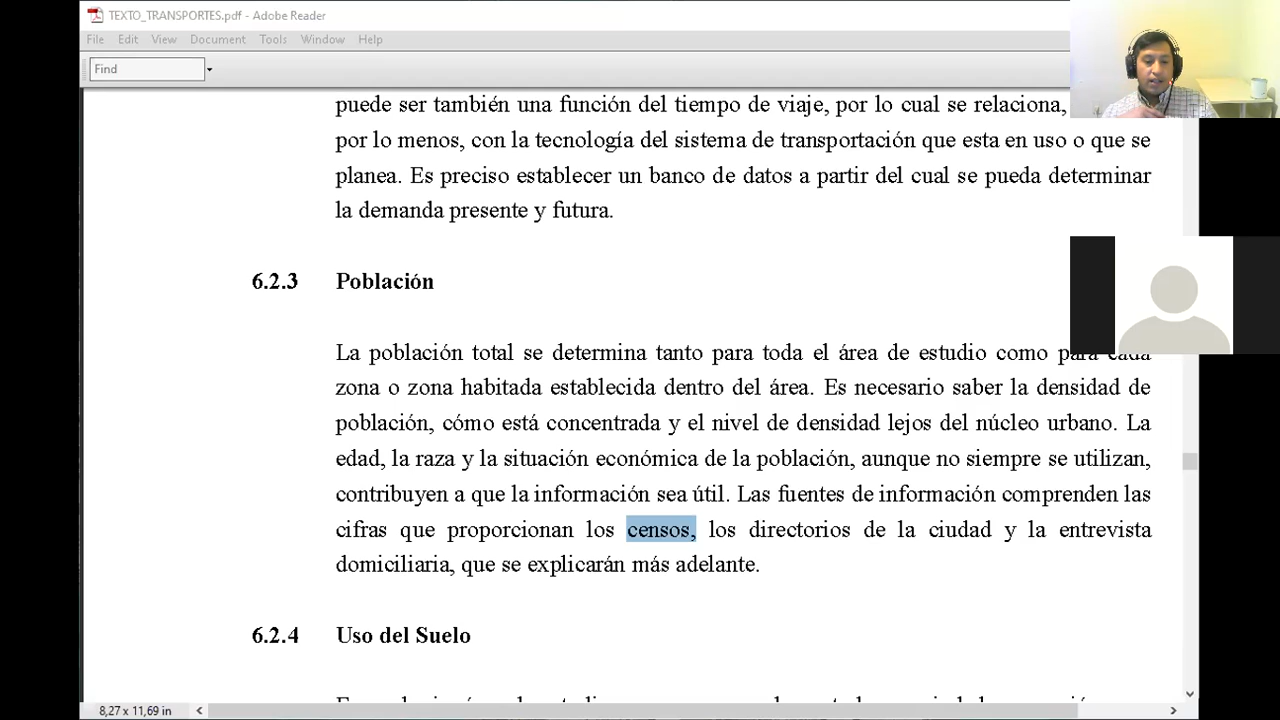 TEXTO_TRANSPORTES.pdf - Adobe Reader
File Edit View Document Tools Window Help
Find
puede ser también una función del tiempo de viaje, por lo cual se relaciona,
por lo menos, con la tecnología del sistema de transportación que esta en uso o que se
planea. Es preciso establecer un banco de datos a partir del cual se pueda determinar
la demanda presente y futura.
6.2.3 Población
La población total se determina tanto para toda el área de estudio como para cada
zona o zona habitada establecida dentro del área. Es necesario saber la densidad de
población, cómo está concentrada y el nivel de densidad lejos del núcleo urbano. La
edad, la raza y la situación económica de la población, aunque no siempre se utilizan,
contribuyen a que la información sea útil. Las fuentes de información comprenden las
cifras que proporcionan los censos, los directorios de la ciudad y la entrevista
domiciliaria, que se explicarán más adelante.
6.2.4 Uso del Suelo
8,27 x 11,69 in